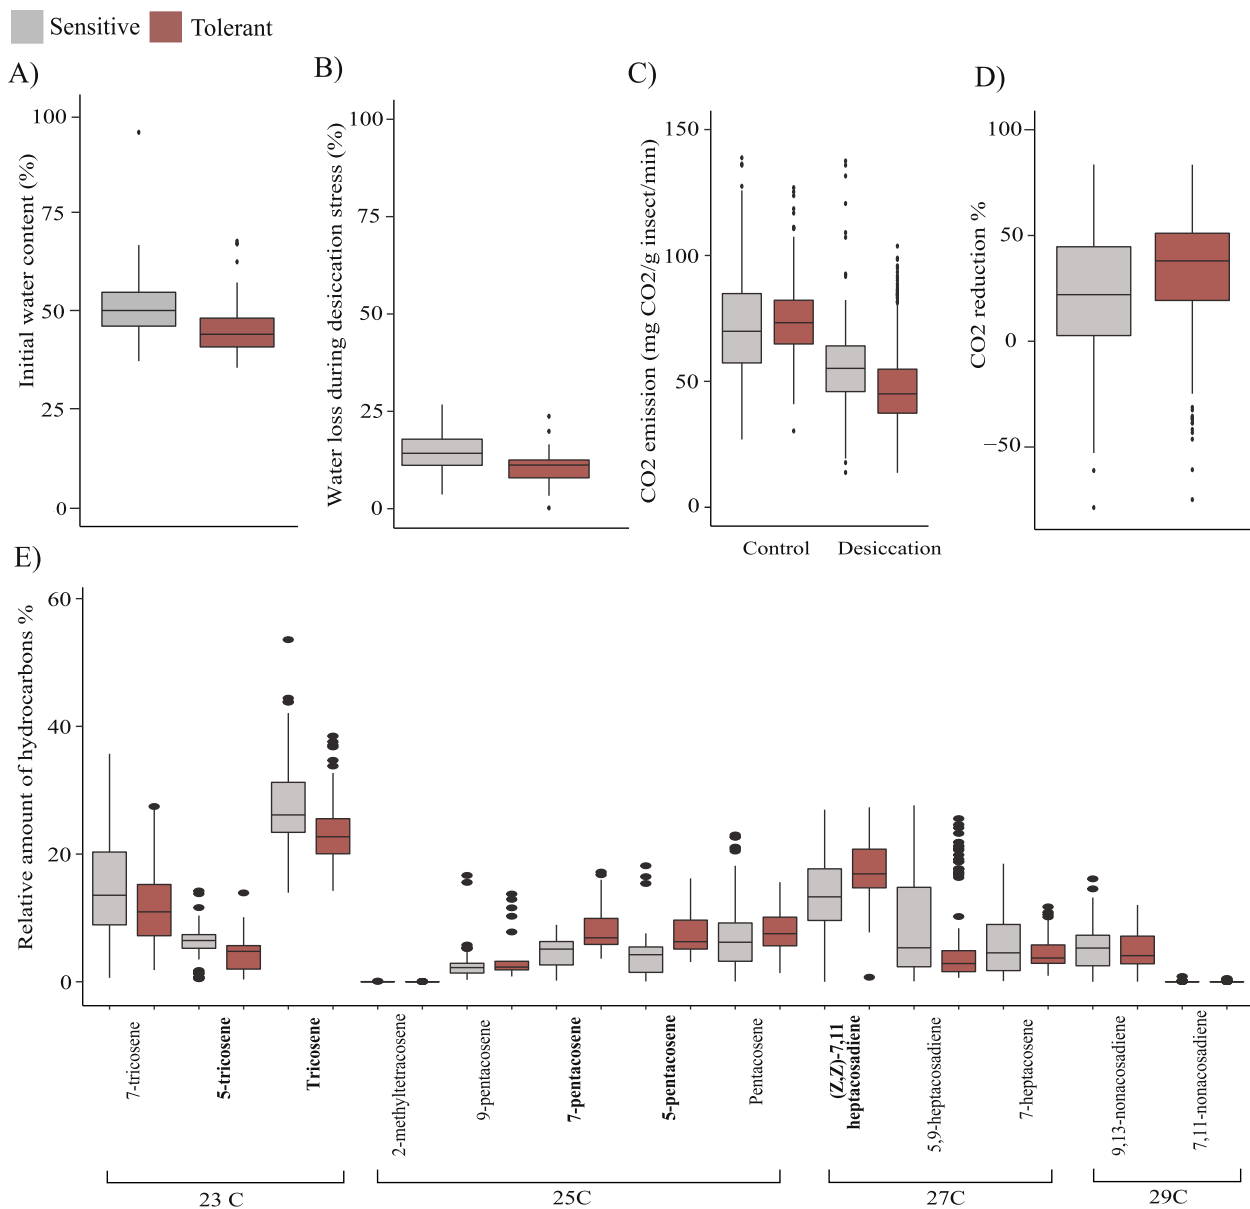 Sensitive Tolerant
A)
Initial water content (%)
100
75
50
25
0
B)
Water loss during desiccation stress (%)
100
75
50
25
0
C)
CO2 emission (mg CO2/g insect/min)
150
100
50
0
Control Desiccation
D)
CO2 reduction %
100
50
0
−50
E)
Relative amount of hydrocarbons %
60
40
20
0
7-tricosene
5-tricosene
Tricosene
2-methyltetracosene
9-pentacosene
7-pentacosene
5-pentacosene
Pentacosene
(Z,Z)-7,11
heptacosadiene
5,9-heptacosadiene
7-heptacosene
9,13-nonacosadiene
7,11-nonacosadiene
23 C
25C
27C
29C